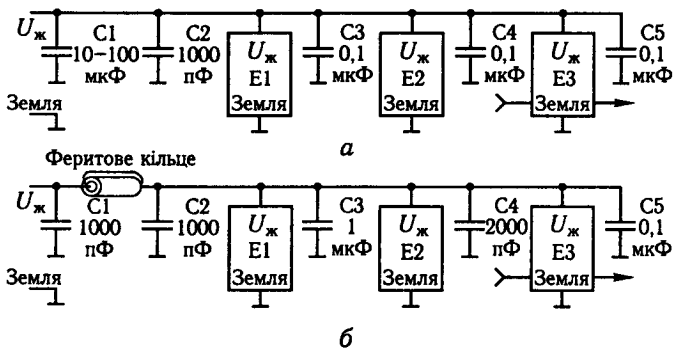 C1 C2 C3 C4 C5
Uж 10–100 1000 Uж 0,1 Uж 0,1 Uж 0,1
мкФ пФ E1 мкФ E2 мкФ E3 мкФ
Земля Земля Земля Земля
а
Феритове кільце
Uж C1 C2 C3 C4 C5
1000 1000 Uж 1 Uж 2000 Uж 0,1
пФ пФ E1 мкФ E2 пФ E3 мкФ
Земля Земля Земля Земля
б